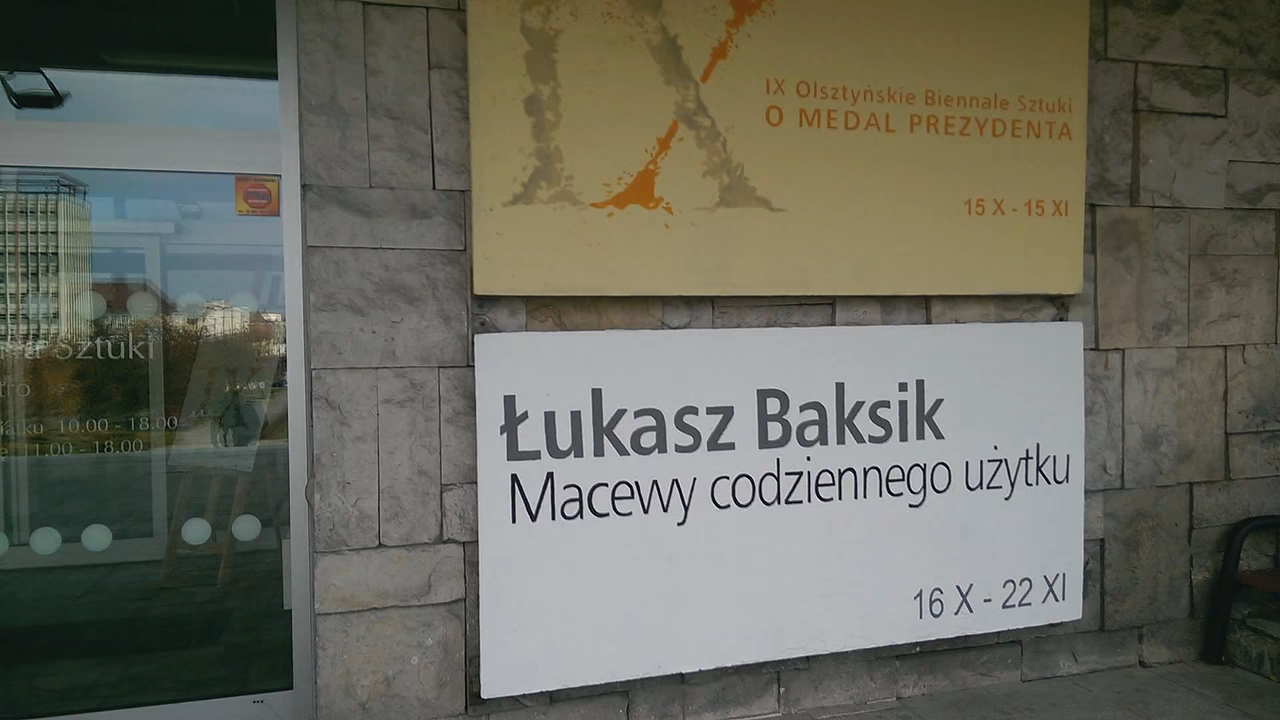 IX
IX Olsztyńskie Biennale Sztuki
O MEDAL PREZYDENTA
15 X - 15 XI
Łukasz Baksik
Macewy codziennego użytku
16 X - 22 XI
Sztuki
10.00 - 18.00
11.00 - 18.00